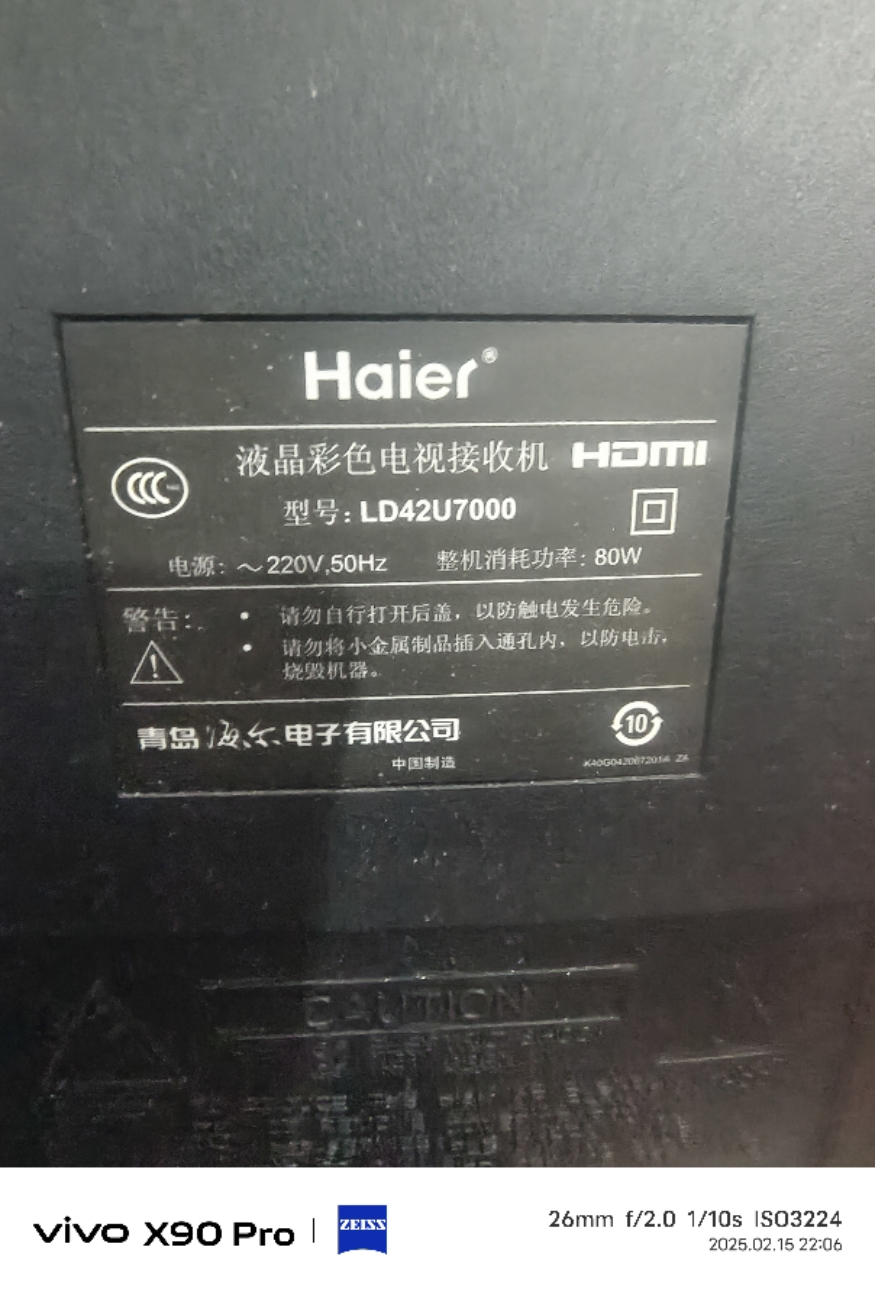 Haier®
液晶彩色电视接收机 HDMI
型号：LD42U7000
电源：～220V,50Hz 整机消耗功率：80W
警告： • 请勿自行打开后盖，以防触电发生危险。
• 请勿将小金属制品插入通孔内，以防电击，
烧毁机器。
青岛海尔电子有限公司
10
中国制造
CAUTION
vivo X90 Pro | ZEISS
26mm f/2.0 1/10s ISO3224
2025.02.15 22:06